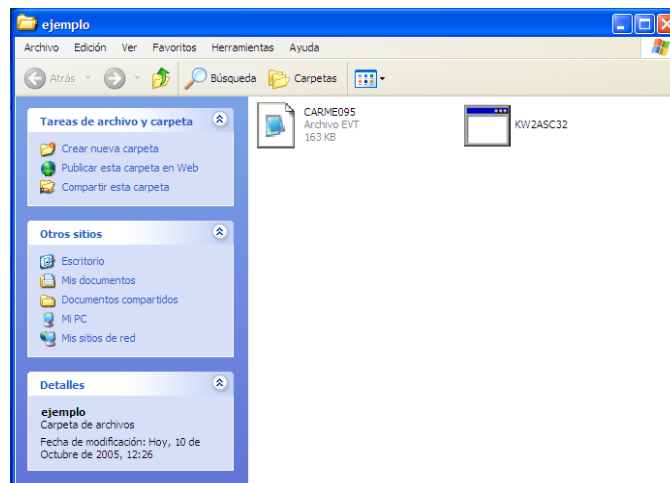 ejemplo
Archivo Edición Ver Favoritos Herramientas Ayuda
Atrás Búsqueda Carpetas
Tareas de archivo y carpeta
Crear nueva carpeta
Publicar esta carpeta en Web
Compartir esta carpeta
Otros sitios
Escritorio
Mis documentos
Documentos compartidos
Mi PC
Mis sitios de red
Detalles
ejemplo
Carpeta de archivos
Fecha de modificación: Hoy, 10 de
Octubre de 2005, 12:26
CARME095
Archivo EVT
163 KB
KW2ASC32